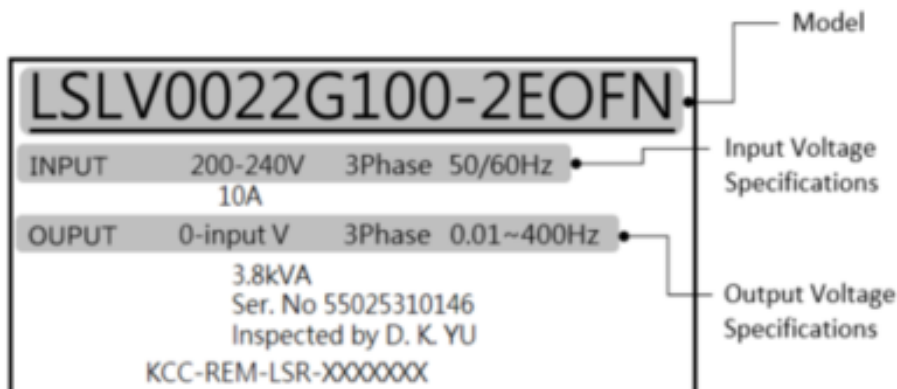 Model
LSLV0022G100-2EOFN
INPUT 200-240V 3Phase 50/60Hz
10A
Input Voltage
Specifications
OUPUT 0-input V 3Phase 0.01~400Hz
3.8kVA
Ser. No 55025310146
Inspected by D. K. YU
KCC-REM-LSR-XXXXXXX
Output Voltage
Specifications